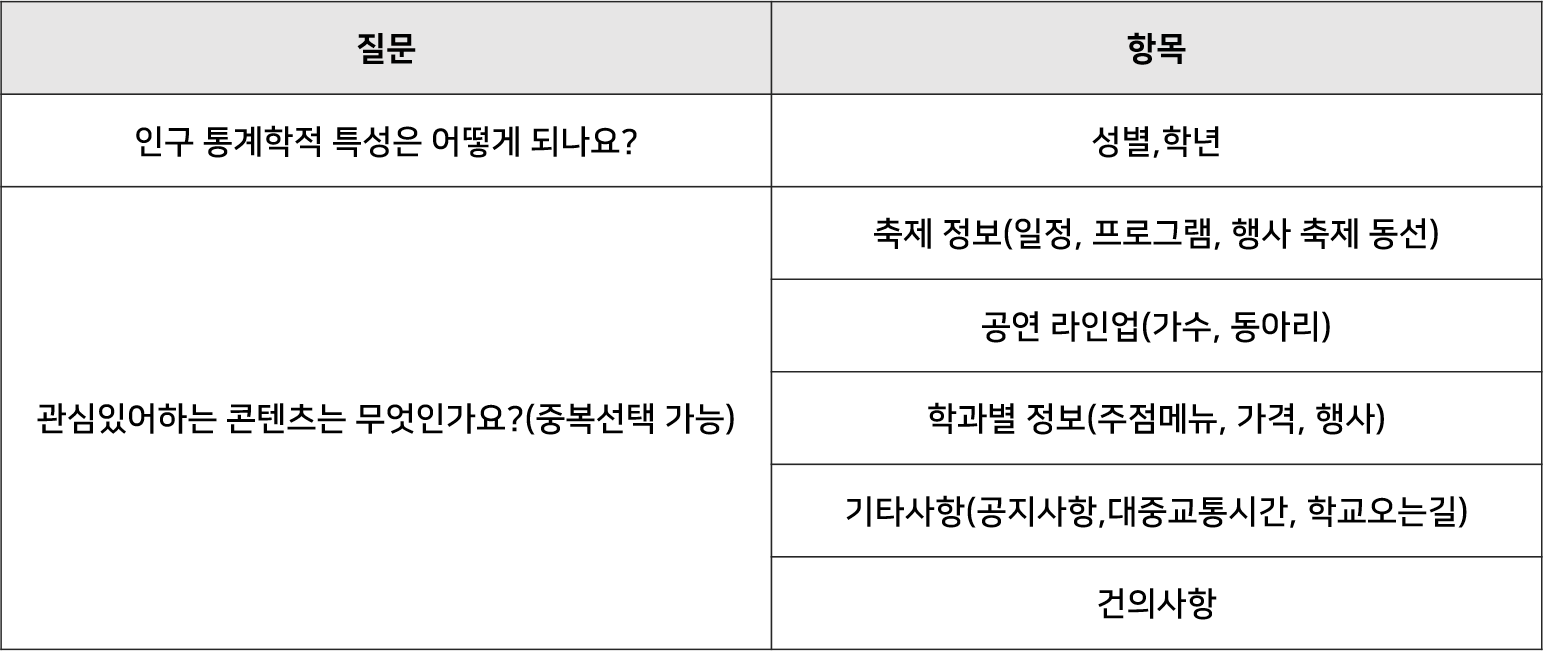 질문
항목
인구 통계학적 특성은 어떻게 되나요?
성별,학년
관심있어하는 콘텐츠는 무엇인가요?(중복선택 가능)
축제 정보(일정, 프로그램, 행사 축제 동선)
공연 라인업(가수, 동아리)
학과별 정보(주점메뉴, 가격, 행사)
기타사항(공지사항,대중교통시간, 학교오는길)
건의사항